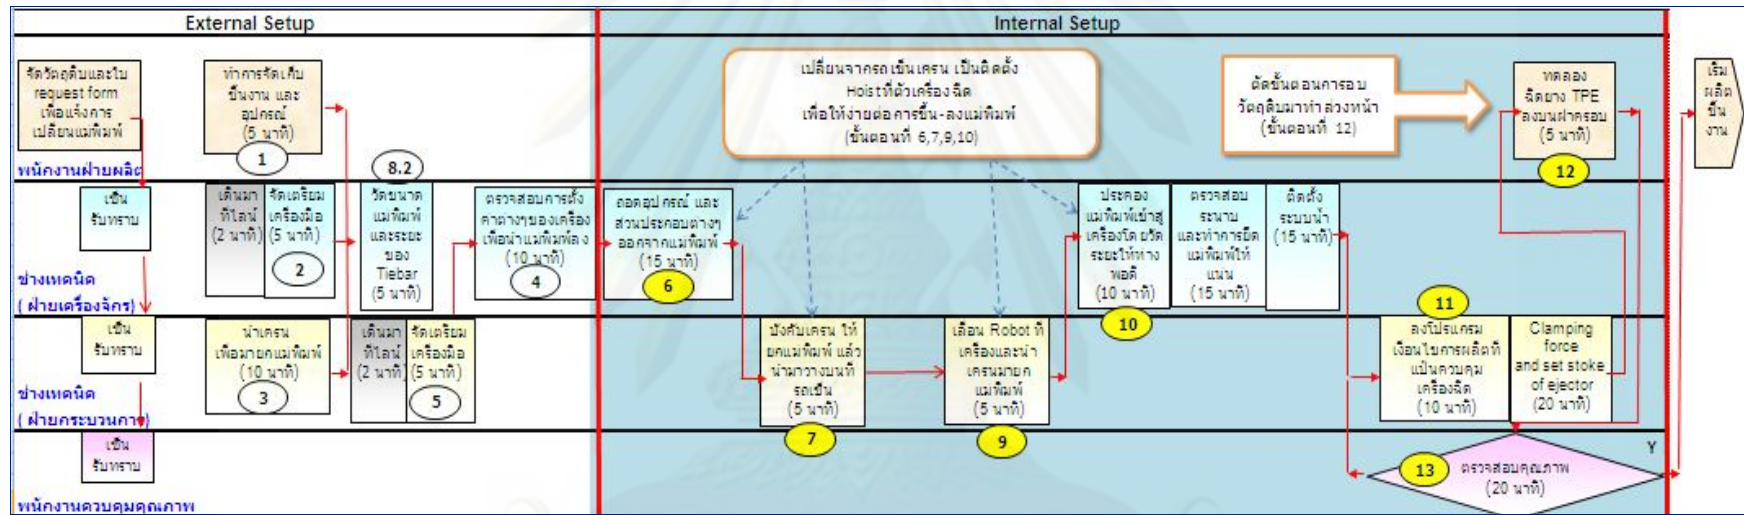 External Setup
Internal Setup
จัดวัตถุดิบและใบ
request form
เพื่อแจ้งการ
เปลี่ยนแม่พิมพ์
ทำการจัดเก็บ
ชิ้นงาน และ
อุปกรณ์
(5 นาที)
1
เปลี่ยนจากรถเข็นเครน เป็นติดตั้ง
Hoistที่ตัวเครื่องฉีด
เพื่อให้ง่ายต่อการขึ้น-ลงแม่พิมพ์
(ขั้นตอนที่ 6,7,9,10)
ตัดขั้นตอนการอบ
วัตถุดิบมาทำล่วงหน้า
(ขั้นตอนที่ 12)
ทดลอง
ฉีดยาง TPE
ลงบนฝาครอบ
(5 นาที)
12
เริ่ม
ผลิต
ชิ้น
งาน
พนักงานฝ่ายผลิต
เซ็น
รับทราบ
เดินมา
ที่ไลน์
(2 นาที)
จัดเตรียม
เครื่องมือ
(5 นาที)
2
8.2
วัดขนาด
แม่พิมพ์
และระยะ
ของ
Tiebar
(5 นาที)
ตรวจสอบการตั้ง
ค่าต่างๆของเครื่อง
เพื่อนำแม่พิมพ์ลง
(10 นาที)
4
ถอดอุปกรณ์ และ
ส่วนประกอบต่างๆ
ออกจากแม่พิมพ์
(15 นาที)
6
ประคอง
แม่พิมพ์เข้าสู่
เครื่องโดยวัด
ระยะให้ทาง
พอดี
(10 นาที)
10
ตรวจสอบ
ระนาบ
และทำการยึด
แม่พิมพ์ให้
แน่น
(15 นาที)
ติดตั้ง
ระบบน้ำ
(15 นาที)
ช่างเทคนิค
( ฝ่ายเครื่องจักร)
เซ็น
รับทราบ
นำเครน
เพื่อมายกแม่พิมพ์
(10 นาที)
3
เดินมา
ที่ไลน์
(2 นาที)
จัดเตรียม
เครื่องมือ
(5 นาที)
5
บังคับเครน ให้
ยกแม่พิมพ์ แล้ว
นำมาวางบนที่
รถเข็น
(5 นาที)
7
เลื่อน Robot ที่
เครื่องและนำ
เครนมายก
แม่พิมพ์
(5 นาที)
9
11
ลงโปรแกรม
เงื่อนไขการผลิตที่
แป้นควบคุม
เครื่องฉีด
(10 นาที)
Clamping
force
and set stoke
of ejector
(20 นาที)
ช่างเทคนิค
( ฝ่ายกระบวนการ)
เซ็น
รับทราบ
13
ตรวจสอบคุณภาพ
(20 นาที)
Y
พนักงานควบคุมคุณภาพ